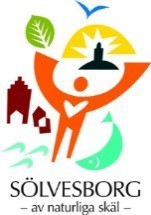 SÖLVESBORG
– av naturliga skäl –